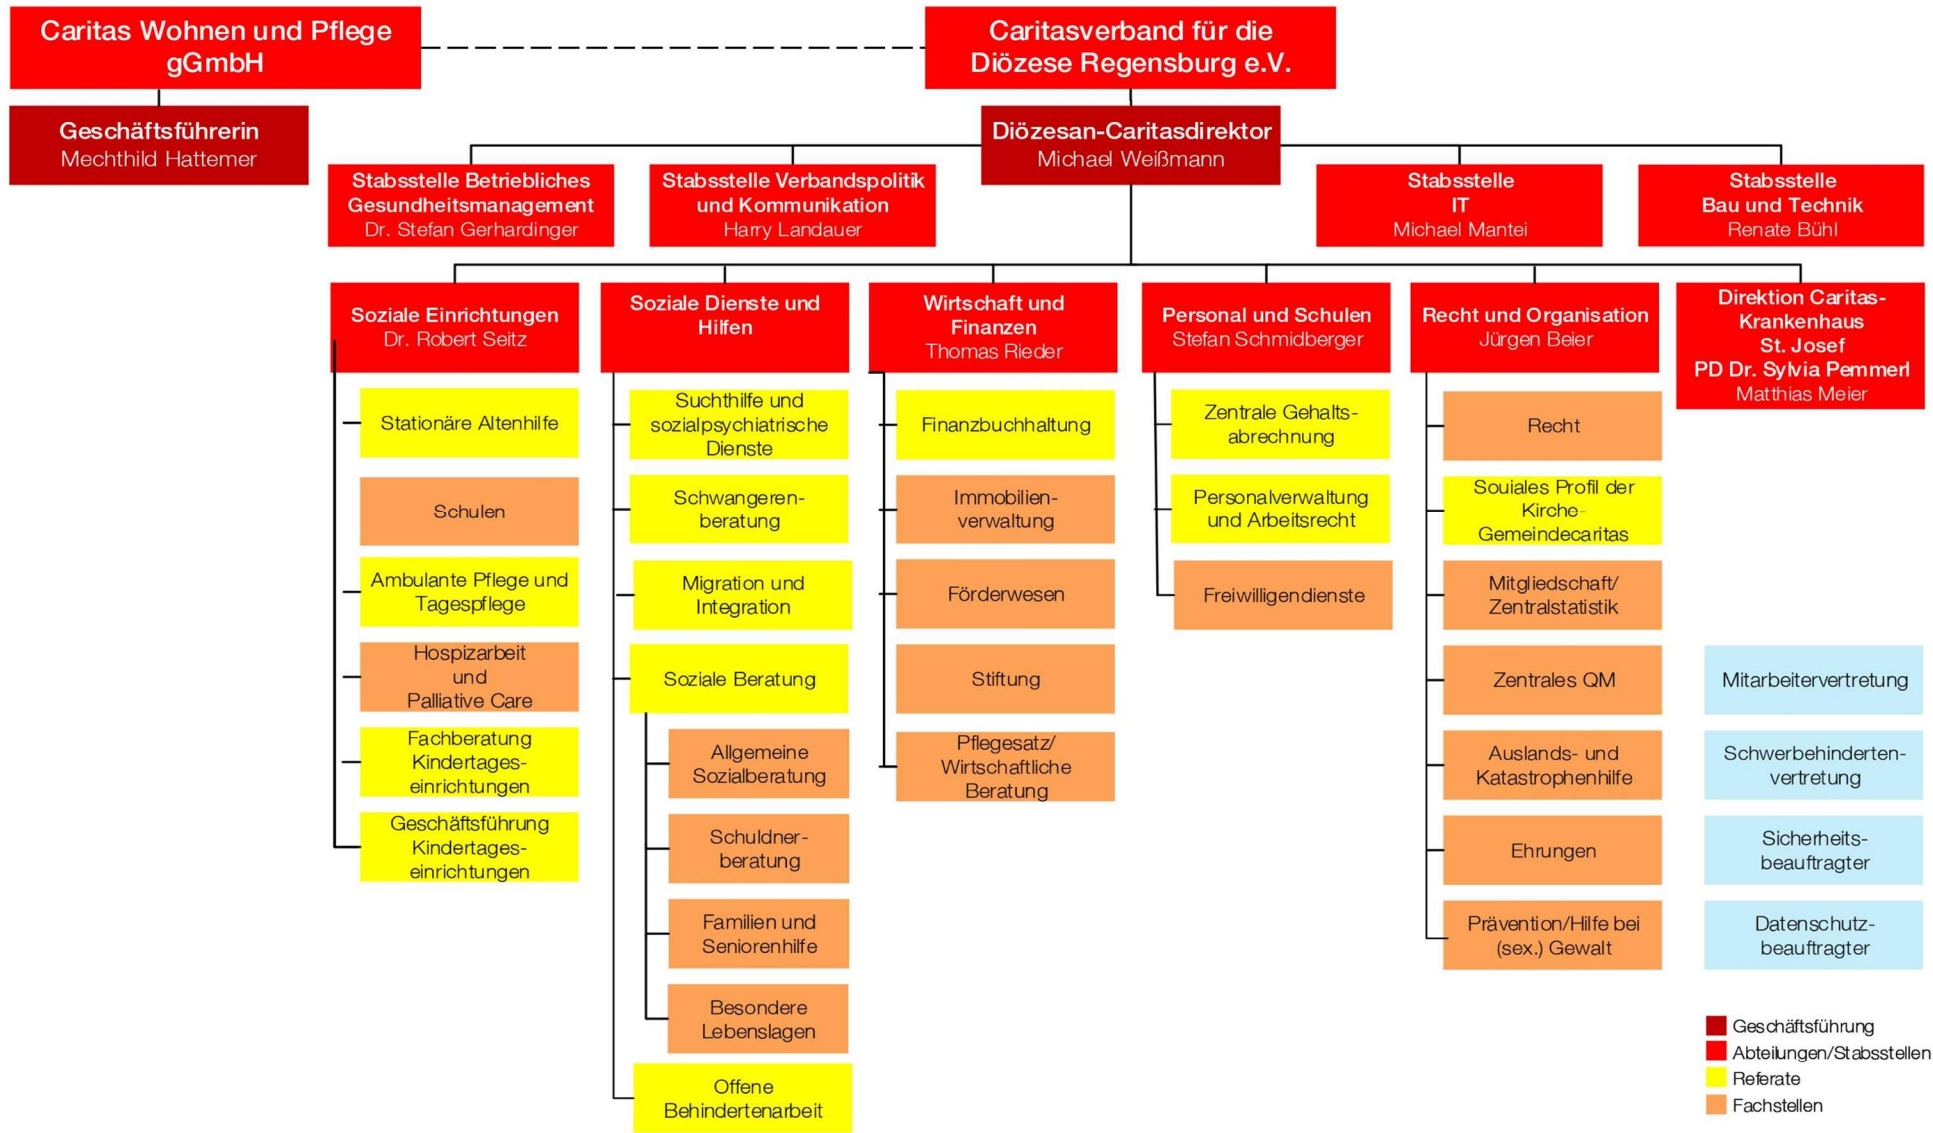 Caritas Wohnen und Pflege
gGmbH
Caritasverband für die
Diözese Regensburg e.V.
Geschäftsführerin
Mechthild Hattemer
Diözesan-Caritasdirektor
Michael Weißmann
Stabsstelle Betriebliches
Gesundheitsmanagement
Dr. Stefan Gerhardinger
Stabsstelle Verbandspolitik
und Kommunikation
Harry Landauer
Stabsstelle
IT
Michael Mantei
Stabsstelle
Bau und Technik
Renate Bühl
Soziale Einrichtungen
Dr. Robert Seitz
Stationäre Altenhilfe
Schulen
Ambulante Pflege und
Tagespflege
Hospizarbeit
und
Palliative Care
Fachberatung
Kindertages-
einrichtungen
Geschäftsführung
Kindertages-
einrichtungen
Soziale Dienste und
Hilfen
Suchthilfe und
sozialpsychiatrische
Dienste
Schwangeren-
beratung
Migration und
Integration
Soziale Beratung
Allgemeine
Sozialberatung
Schuldner-
beratung
Familien und
Seniorenhilfe
Besondere
Lebenslagen
Offene
Behindertenarbeit
Wirtschaft und
Finanzen
Thomas Rieder
Finanzbuchhaltung
Immobilien-
verwaltung
Förderwesen
Stiftung
Pflegesatz/
Wirtschaftliche
Beratung
Personal und Schulen
Stefan Schmidberger
Zentrale Gehalts-
abrechnung
Personalverwaltung
und Arbeitsrecht
Freiwilligendienste
Recht und Organisation
Jürgen Beier
Recht
Souiales Profil der
Kirche-
Gemeindecaritas
Mitgliedschaft/
Zentralstatistik
Zentrales QM
Auslands- und
Katastrophenhilfe
Ehrungen
Prävention/Hilfe bei
(sex.) Gewalt
Direktion Caritas-
Krankenhaus
St. Josef
PD Dr. Sylvia Pemmerl
Matthias Meier
Mitarbeitervertretung
Schwerbehinderten-
vertretung
Sicherheits-
beauftragter
Datenschutz-
beauftragter
Geschäftsführung
Abteilungen/Stabsstellen
Referate
Fachstellen